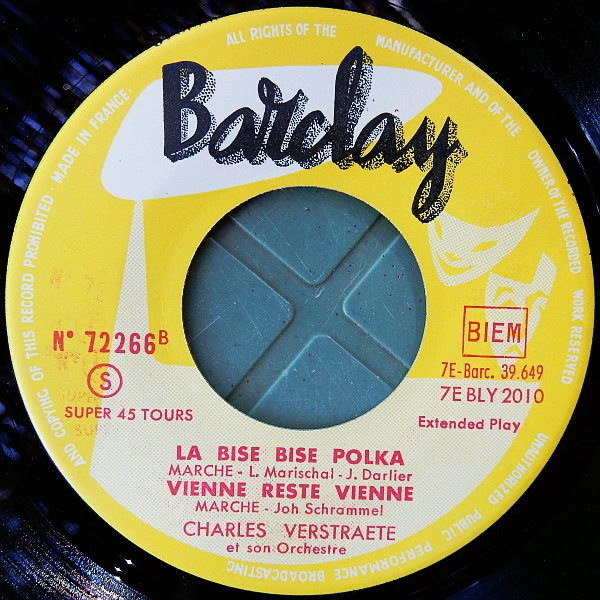 ALL RIGHTS OF THE MANUFACTURER AND OF THE OWNER OF THE RECORDED WORK RESERVED
UNAUTHORIZED PUBLIC PERFORMANCE BROADCASTING AND COPYING OF THIS RECORD PROHIBITED · MADE IN FRANCE ·
Barclay
Nº 72266B
S
SUPER 45 TOURS
BIEM
7E-Barc. 39.649
7E BLY 2010
Extended Play
LA BISE BISE POLKA
MARCHE - L. Marischal - J. Darlier
VIENNE RESTE VIENNE
MARCHE - Joh Schrammel
CHARLES VERSTRAETE
et son Orchestre